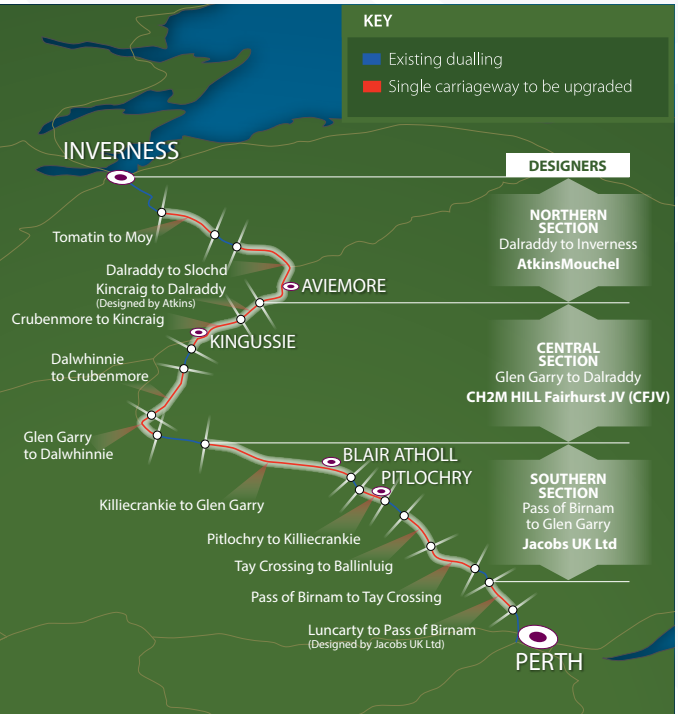 KEY
Existing dualling
Single carriageway to be upgraded
INVERNESS
DESIGNERS
NORTHERN
SECTION
Dalraddy to Inverness
AtkinsMouchel
Tomatin to Moy
Dalraddy to Slochd
Kincraig to Dalraddy
(Designed by Atkins)
AVIEMORE
Crubenmore to Kincraig
KINGUSSIE
Dalwhinnie
to Crubenmore
CENTRAL
SECTION
Glen Garry to Dalraddy
CH2M HILL Fairhurst JV (CFJV)
Glen Garry
to Dalwhinnie
BLAIR ATHOLL
PITLOCHRY
Killiecrankie to Glen Garry
SOUTHERN
SECTION
Pass of Birnam
to Glen Garry
Jacobs UK Ltd
Pitlochry to Killiecrankie
Tay Crossing to Ballinluig
Pass of Birnam to Tay Crossing
Luncarty to Pass of Birnam
(Designed by Jacobs UK Ltd)
PERTH